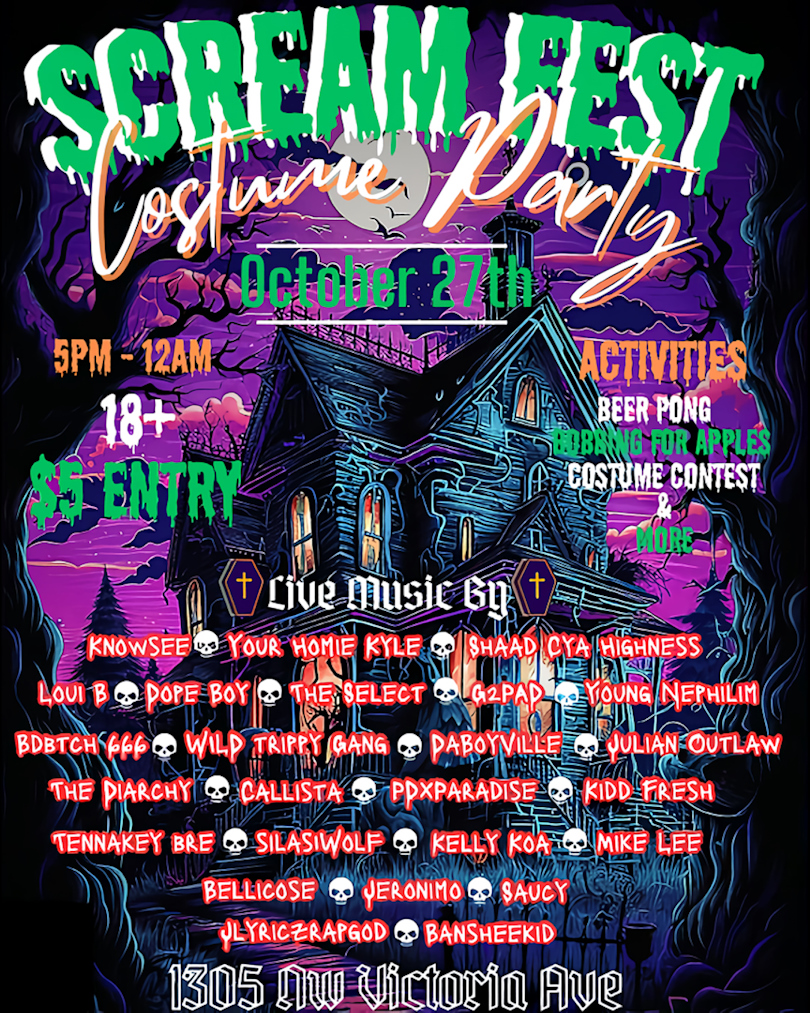 SCREAM FEST
Costume Party
October 27th
5PM - 12AM
18+
$5 ENTRY
ACTIVITIES
BEER PONG
BOBBING FOR APPLES
COSTUME CONTEST
&
MORE
Live Music By
KNOWSEE YOUR HOMIE KYLE SHAAD CYA HIGHNESS
LOUI B DOPE BOY THE SELECT G2PAD YOUNG NEPHILIM
BDBTCH 666 WILD TRIPPY GANG DABOYVILLE JULIAN OUTLAW
THE DIARCHY CALLISTA PDXPARADISE KIDD FRESH
TENNAKEY BRE SILASIWOLF KELLY KOA MIKE LEE
BELLICOSE JERONIMO SAUCY
JLYRICZRAPGOD BANSHEEKID
1305 NW Victoria Ave